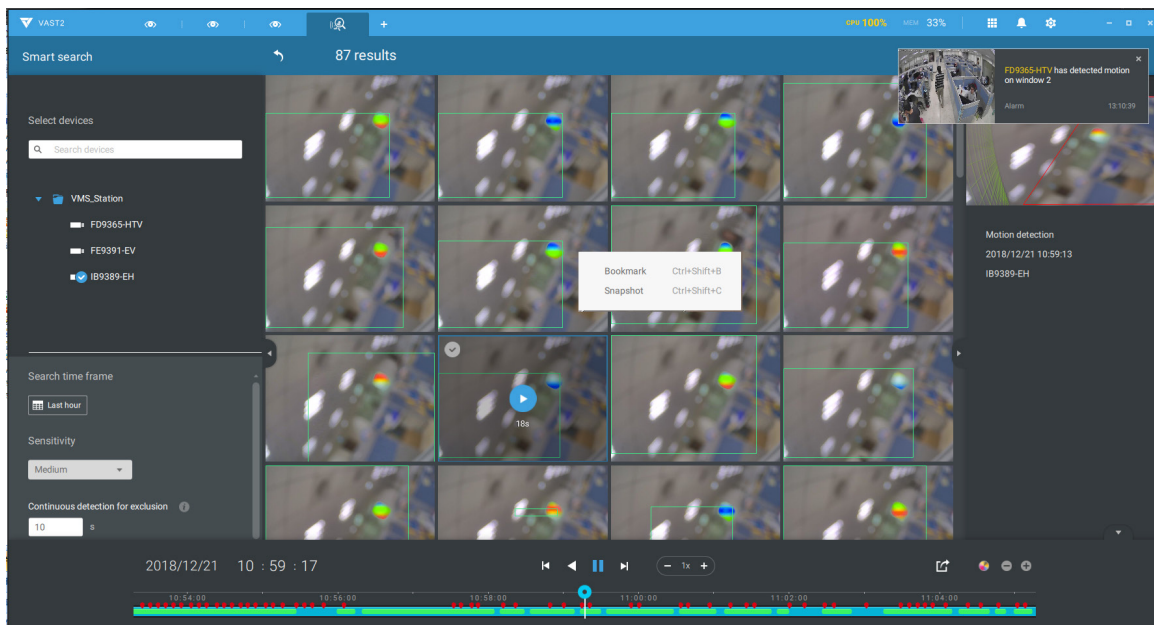 VAST2
+
CPU 100%
MEM 33%
Smart search
87 results
FD9365-HTV has detected motion
on window 2
Alarm 13:10:39
Select devices
Search devices
VMS_Station
FD9365-HTV
FE9391-EV
IB9389-EH
Motion detection
2018/12/21 10:59:13
IB9389-EH
Bookmark Ctrl+Shift+B
Snapshot Ctrl+Shift+C
18s
Search time frame
Last hour
Sensitivity
Medium
Continuous detection for exclusion
10 s
2018/12/21 10 : 59 : 17
− 1x +
10:54:00 10:56:00 10:58:00 11:00:00 11:02:00 11:04:00